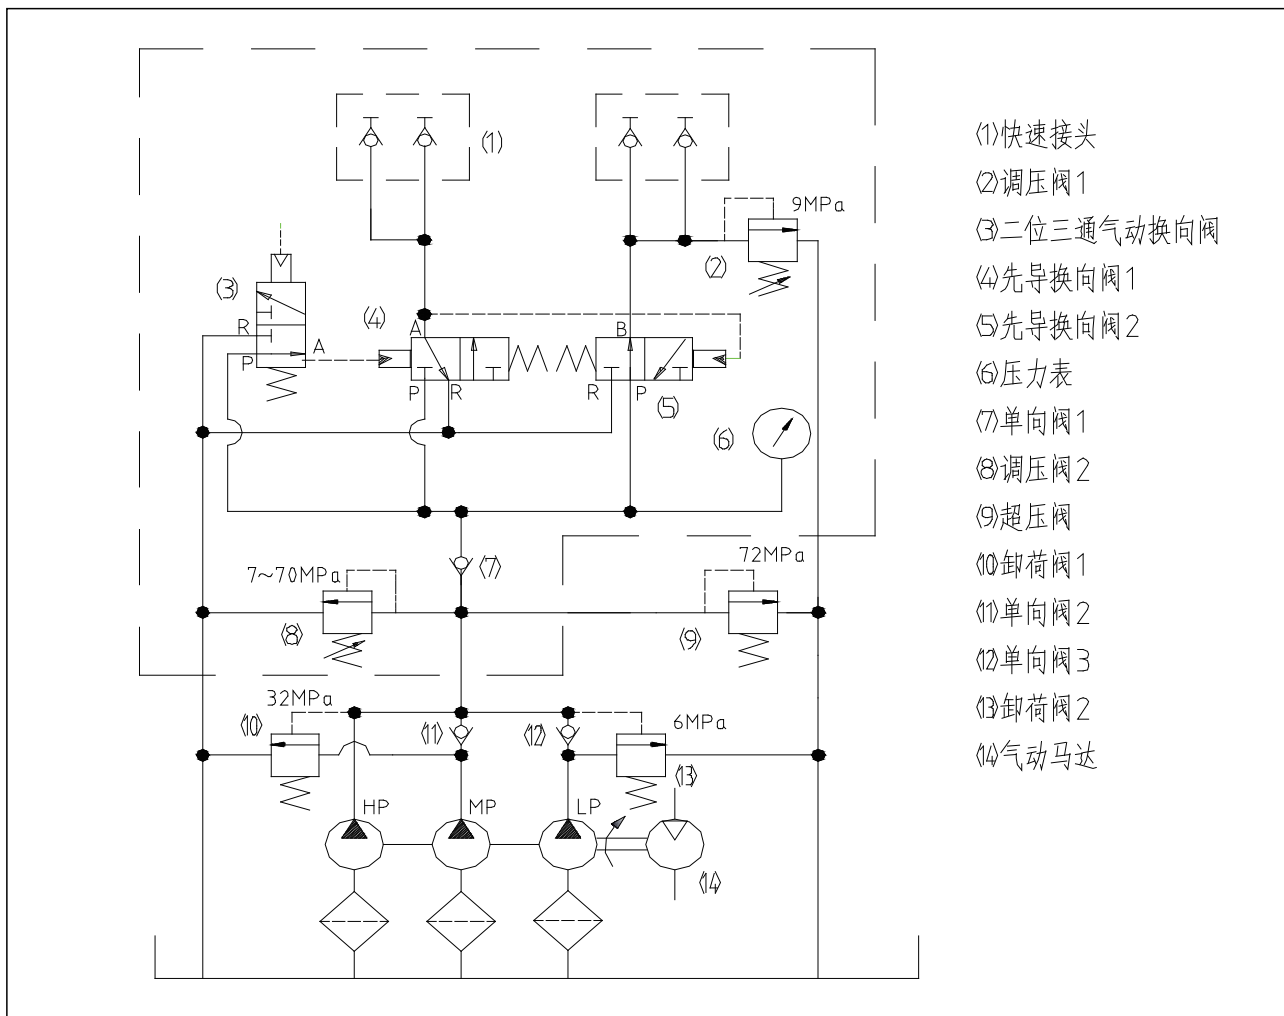 (1)
9MPa
(2)
(3)
(4)
R
A
P
A
P
R
B
R
P
(5)
(6)
(7)
7~70MPa
72MPa
(8)
(9)
32MPa
(10)
(11)
(12)
6MPa
(13)
HP
MP
LP
(14)
(1)快速接头
(2)调压阀1
(3)二位三通气动换向阀
(4)先导换向阀1
(5)先导换向阀2
(6)压力表
(7)单向阀1
(8)调压阀2
(9)超压阀
(10)卸荷阀1
(11)单向阀2
(12)单向阀3
(13)卸荷阀2
(14)气动马达